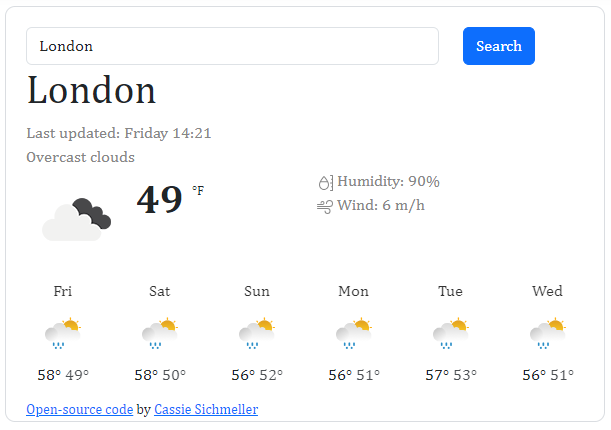 London
Search
London
Last updated: Friday 14:21
Overcast clouds
49 °F
Humidity: 90%
Wind: 6 m/h
Fri Sat Sun Mon Tue Wed
58° 49° 58° 50° 56° 52° 56° 51° 57° 53° 56° 51°
Open-source code by Cassie Sichmeller